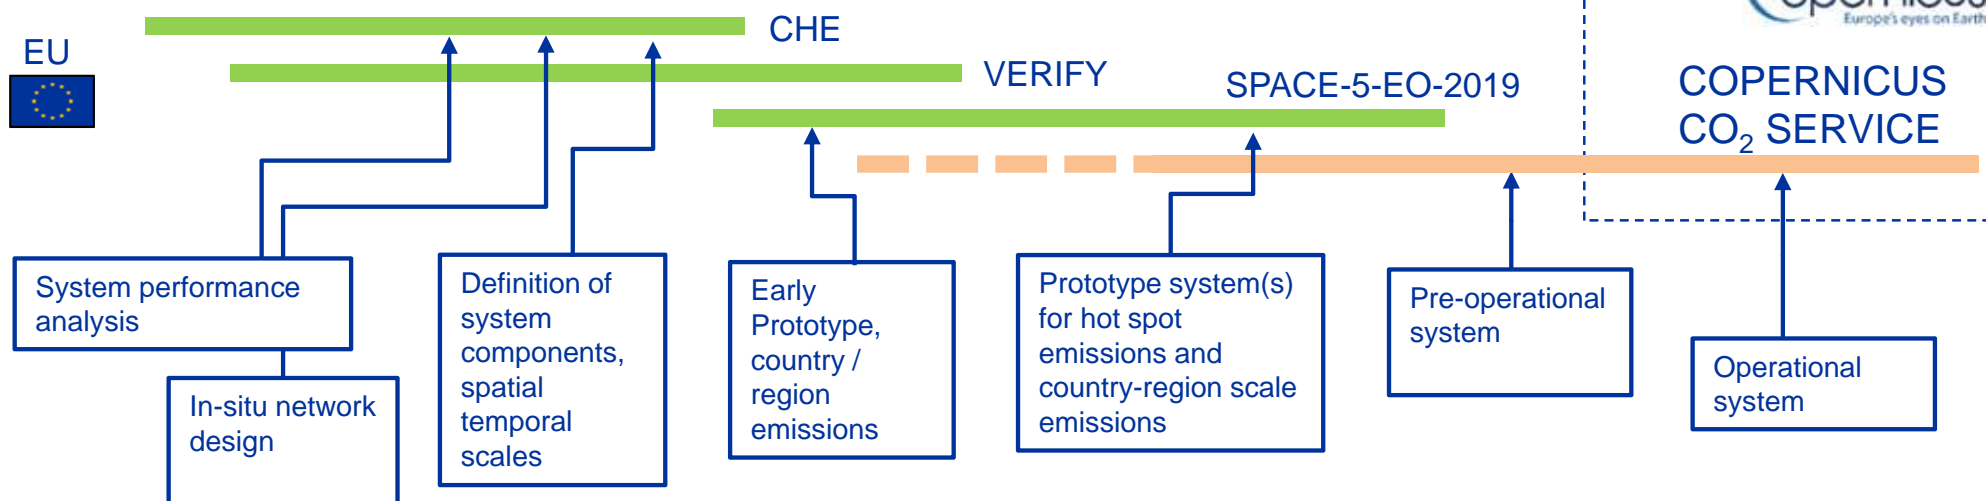 Europe's eyes on Earth
CHE
EU
VERIFY
SPACE-5-EO-2019
COPERNICUS
CO₂ SERVICE
System performance
analysis
In-situ network
design
Definition of
system
components,
spatial
temporal
scales
Early
Prototype,
country /
region
emissions
Prototype system(s)
for hot spot
emissions and
country-region scale
emissions
Pre-operational
system
Operational
system